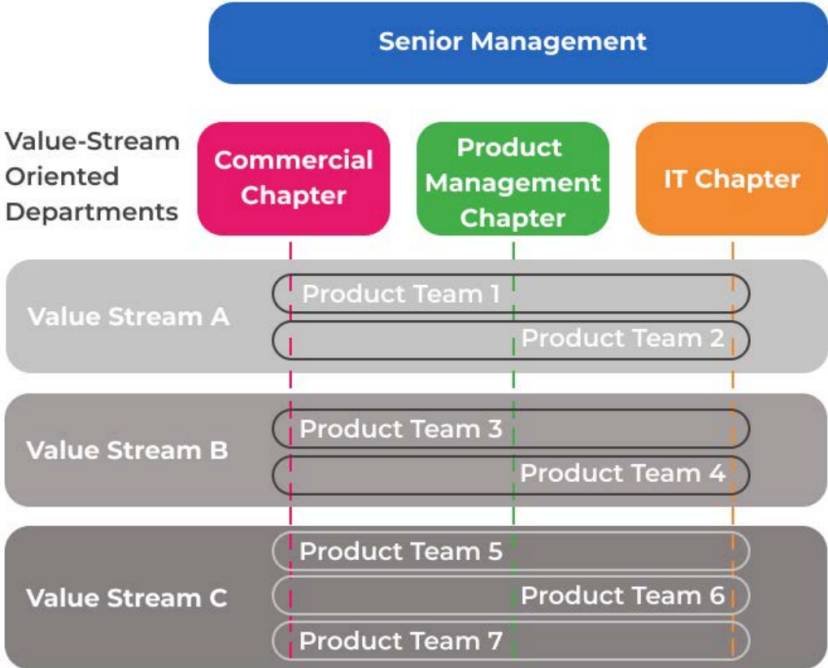 Senior Management
Value-Stream
Oriented
Departments
Commercial
Chapter
Product
Management
Chapter
IT Chapter
Value Stream A
Product Team 1
Product Team 2
Value Stream B
Product Team 3
Product Team 4
Value Stream C
Product Team 5
Product Team 6
Product Team 7